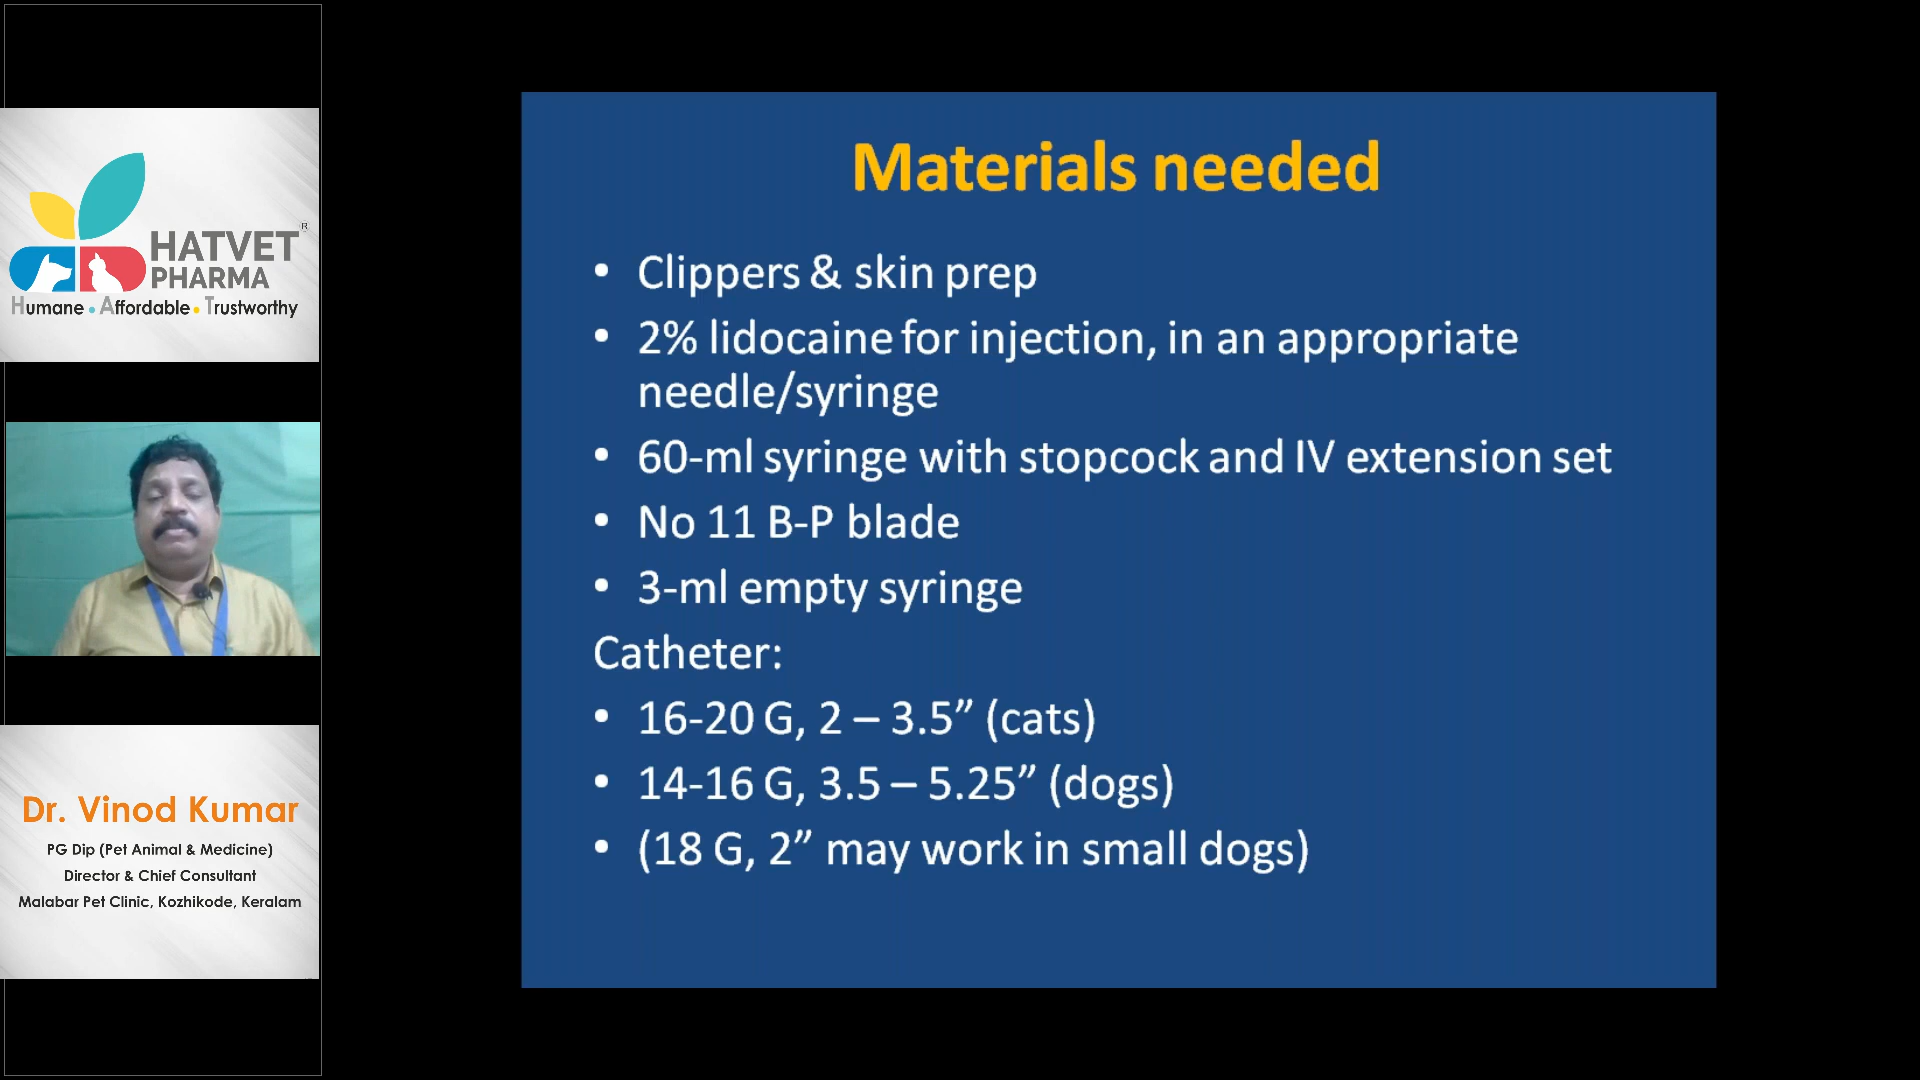 HATVET®
PHARMA
Humane • Affordable • Trustworthy
Dr. Vinod Kumar
PG Dip (Pet Animal & Medicine)
Director & Chief Consultant
Malabar Pet Clinic, Kozhikode, Keralam
Materials needed
• Clippers & skin prep
• 2% lidocaine for injection, in an appropriate
needle/syringe
• 60-ml syringe with stopcock and IV extension set
• No 11 B-P blade
• 3-ml empty syringe
Catheter:
• 16-20 G, 2 – 3.5” (cats)
• 14-16 G, 3.5 – 5.25” (dogs)
• (18 G, 2” may work in small dogs)